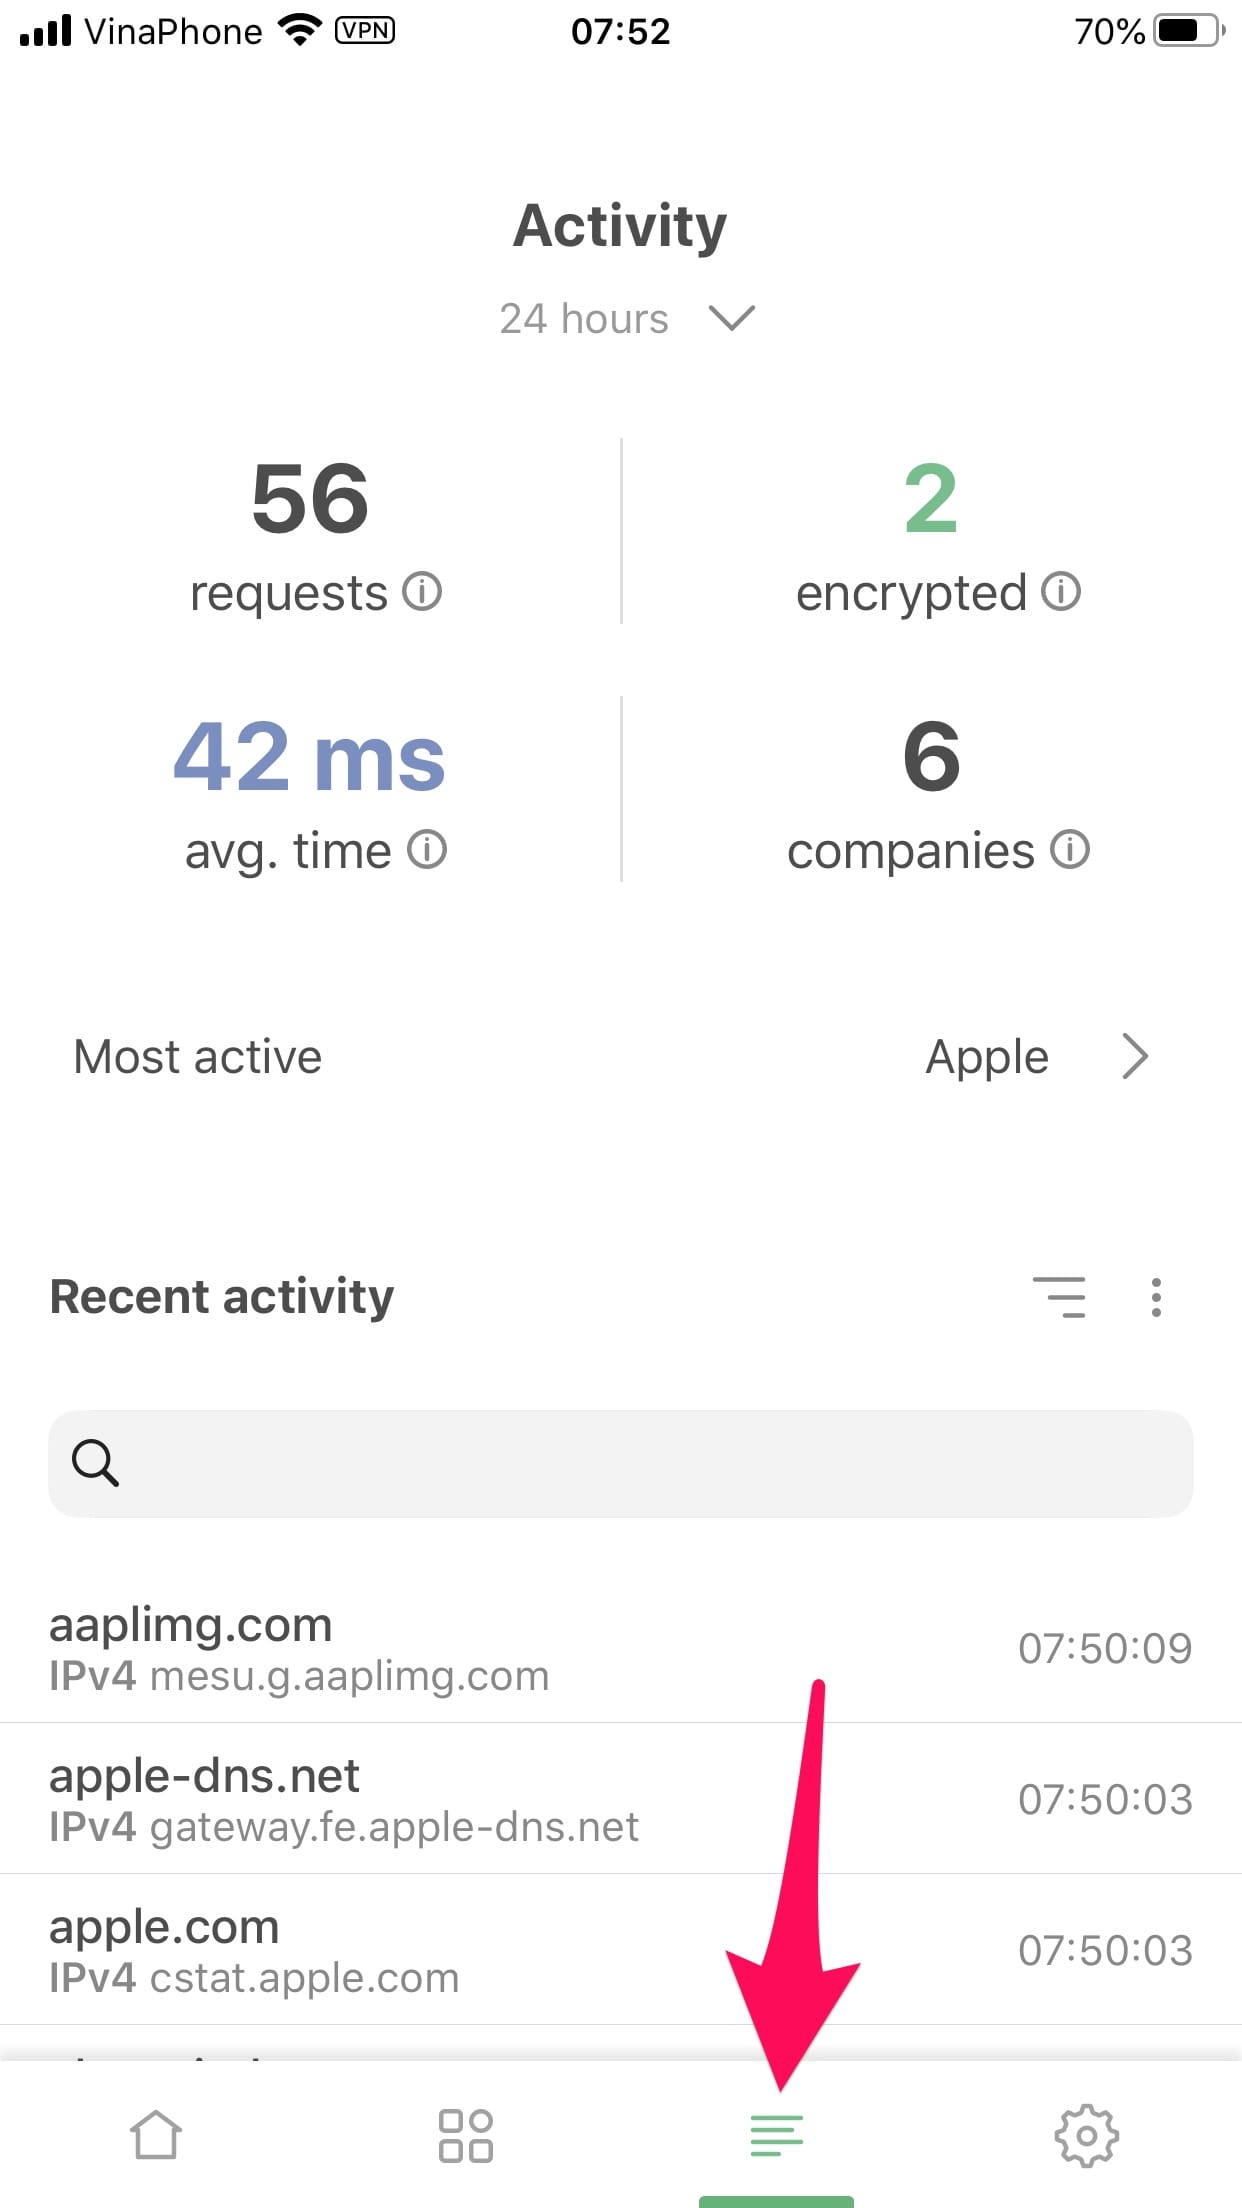 VinaPhone VPN 07:52 70%
Activity
24 hours
56 2
requests encrypted
42 ms 6
avg. time companies
Most active Apple
Recent activity
aaplimg.com
IPv4 mesu.g.aaplimg.com 07:50:09
apple-dns.net
IPv4 gateway.fe.apple-dns.net 07:50:03
apple.com
IPv4 cstat.apple.com 07:50:03